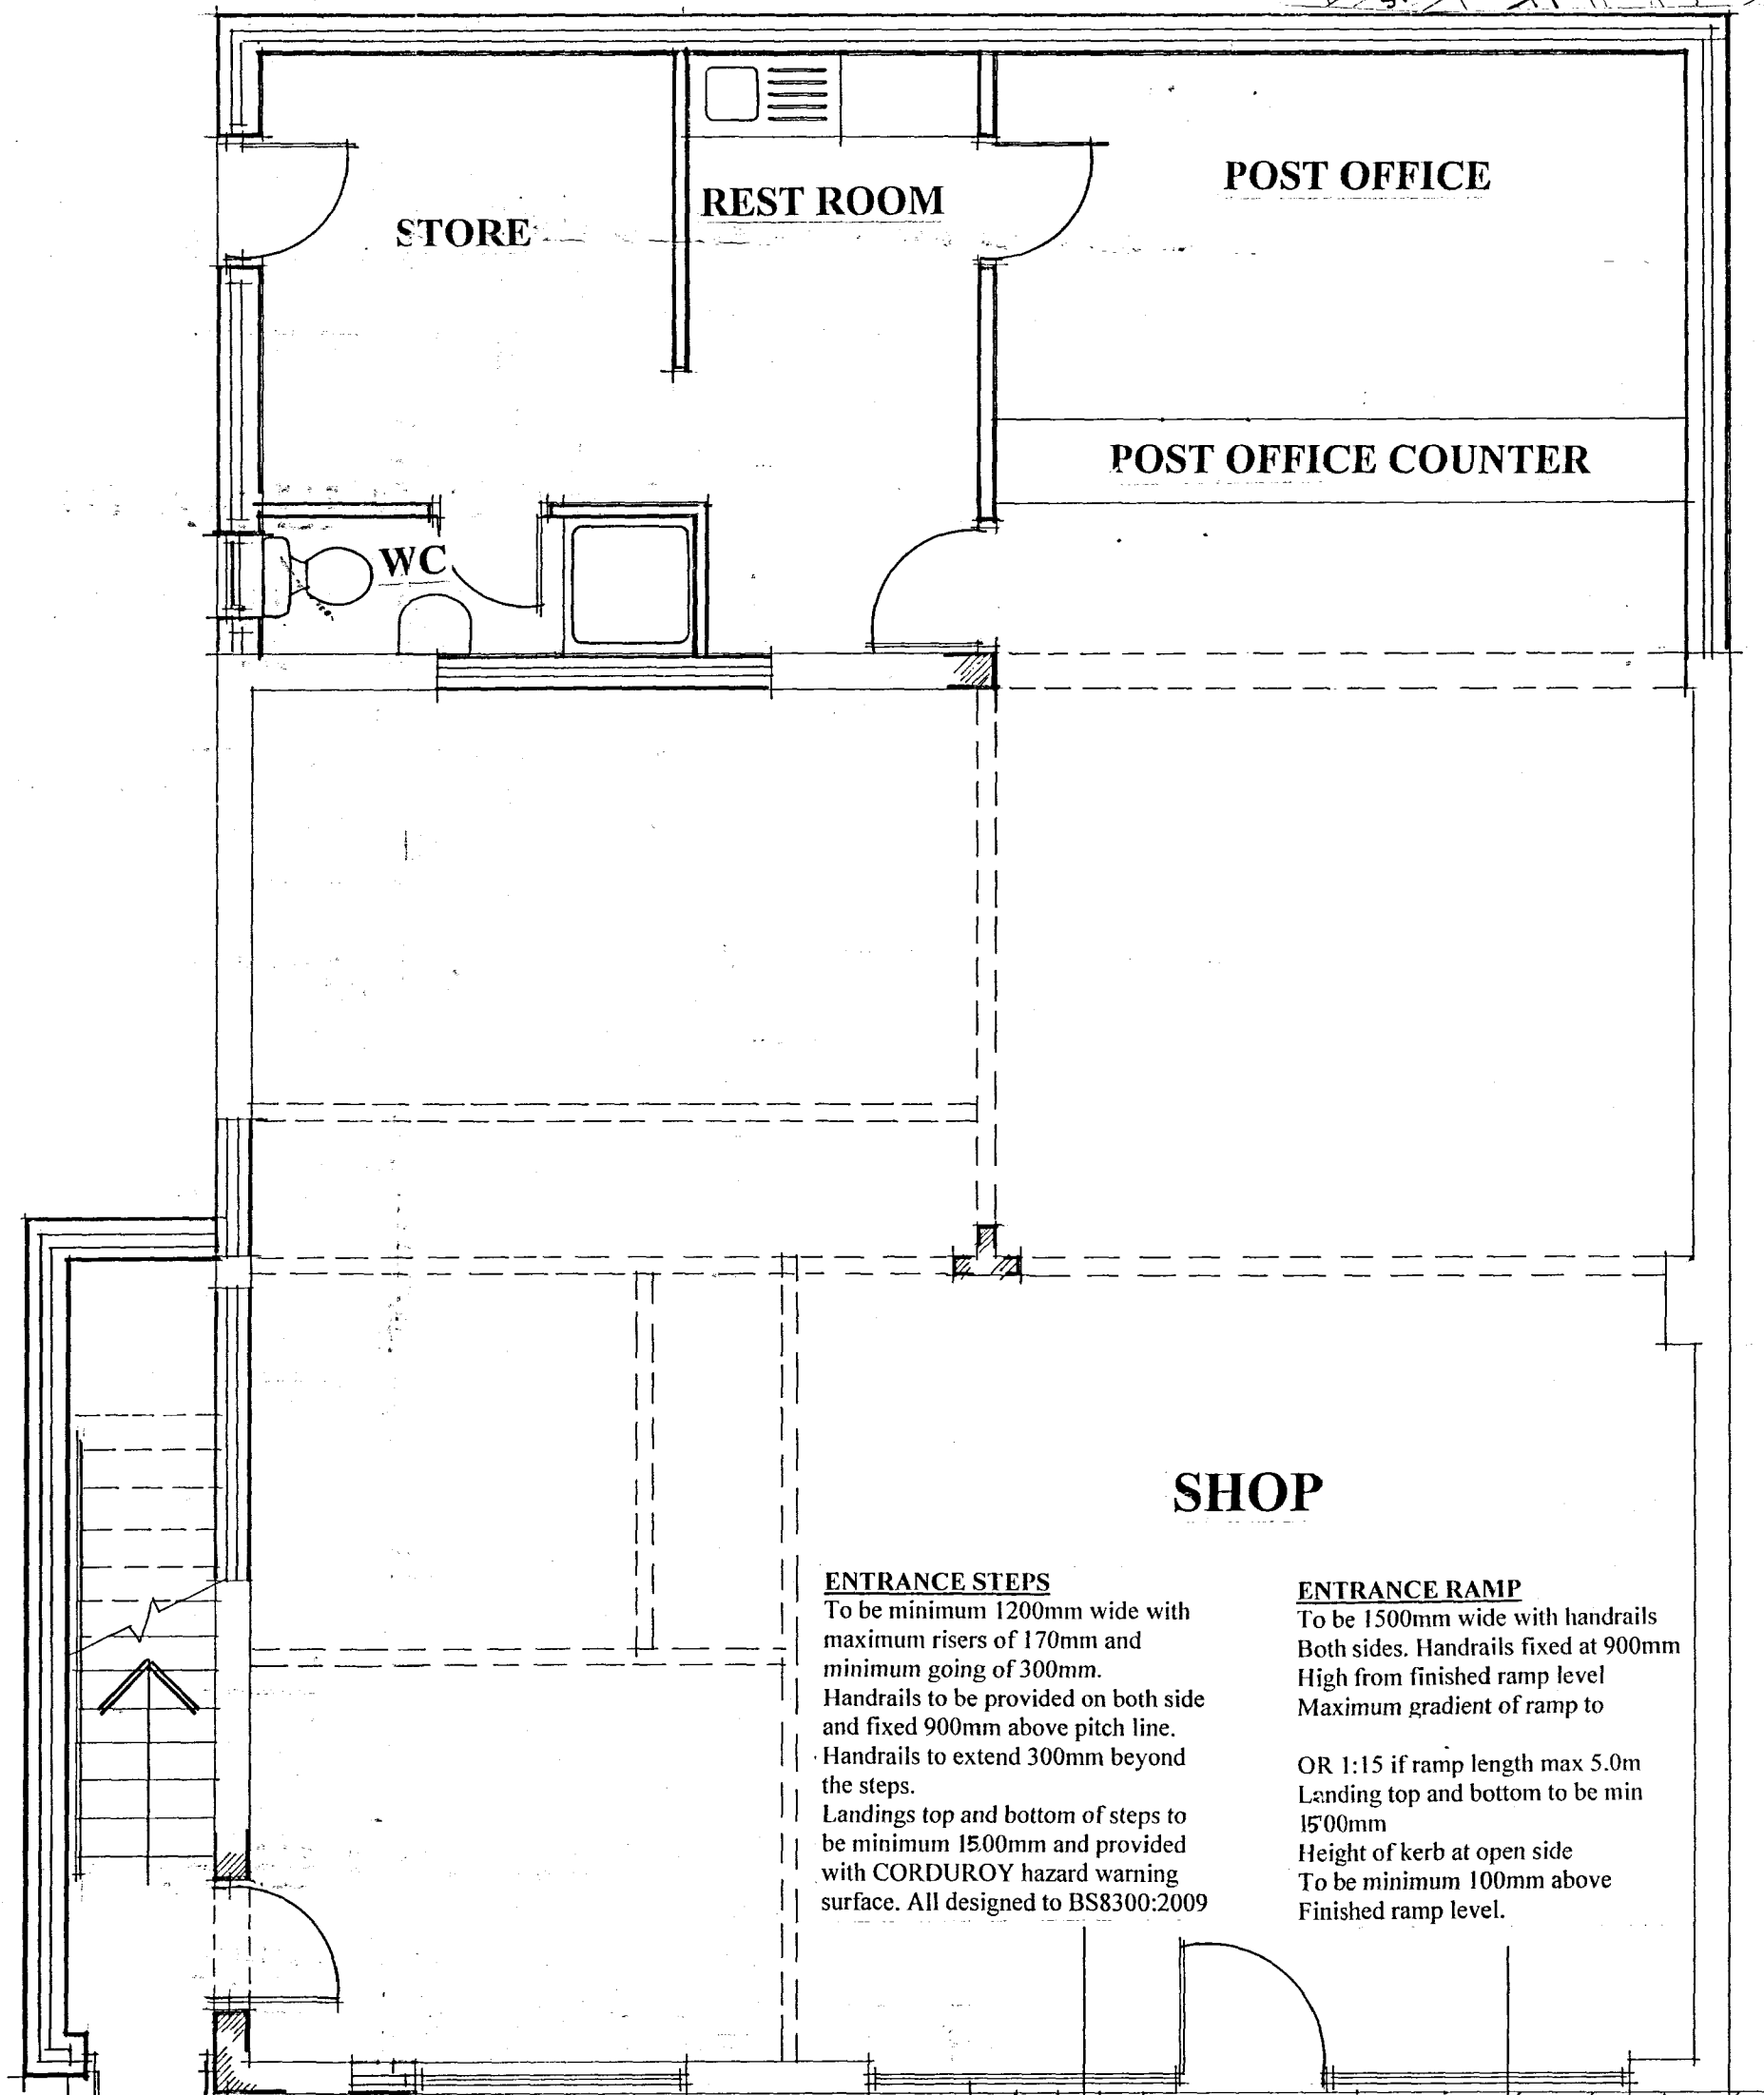 POST OFFICE
REST ROOM
STORE
POST OFFICE COUNTER
WC
SHOP
ENTRANCE STEPS
To be minimum 1200mm wide with
maximum risers of 170mm and
minimum going of 300mm.
Handrails to be provided on both side
and fixed 900mm above pitch line.
Handrails to extend 300mm beyond
the steps.
Landings top and bottom of steps to
be minimum 1500mm and provided
with CORDUROY hazard warning
surface. All designed to BS8300:2009
ENTRANCE RAMP
To be 1500mm wide with handrails
Both sides. Handrails fixed at 900mm
High from finished ramp level
Maximum gradient of ramp to
OR 1:15 if ramp length max 5.0m
Landing top and bottom to be min
1500mm
Height of kerb at open side
To be minimum 100mm above
Finished ramp level.